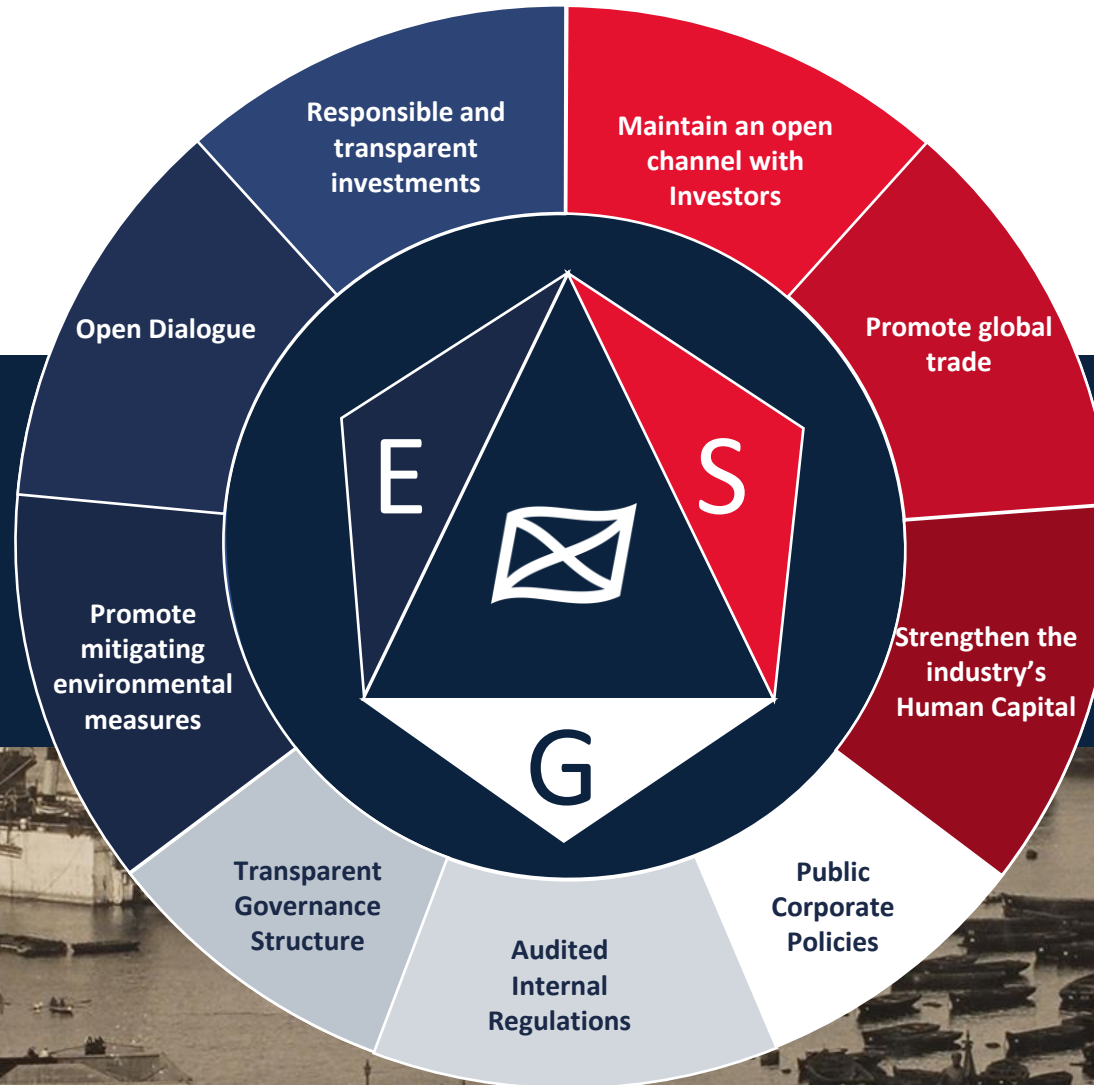 Responsible and
transparent
investments
Maintain an open
channel with
Investors
Open Dialogue
Promote global
trade
E
S
Promote
mitigating
environmental
measures
Strengthen the
industry’s
Human Capital
G
Transparent
Governance
Structure
Audited
Internal
Regulations
Public
Corporate
Policies